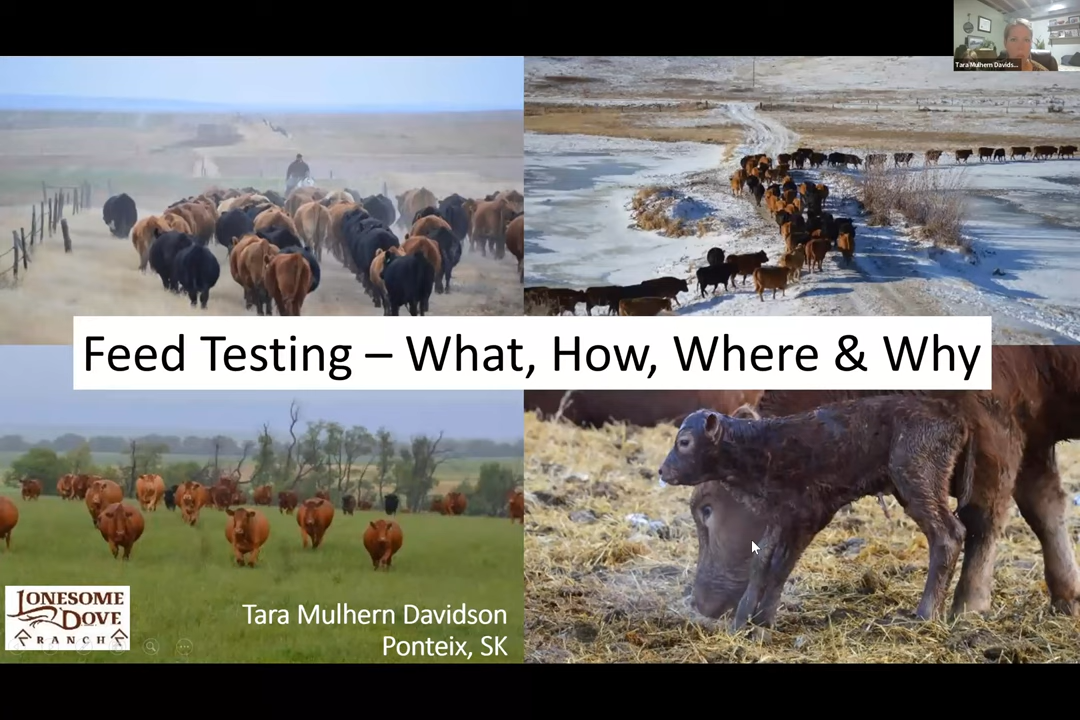 Tara Mulhern Davids...
Feed Testing – What, How, Where & Why
LONESOME
DOVE
RANCH
Tara Mulhern Davidson
Ponteix, SK